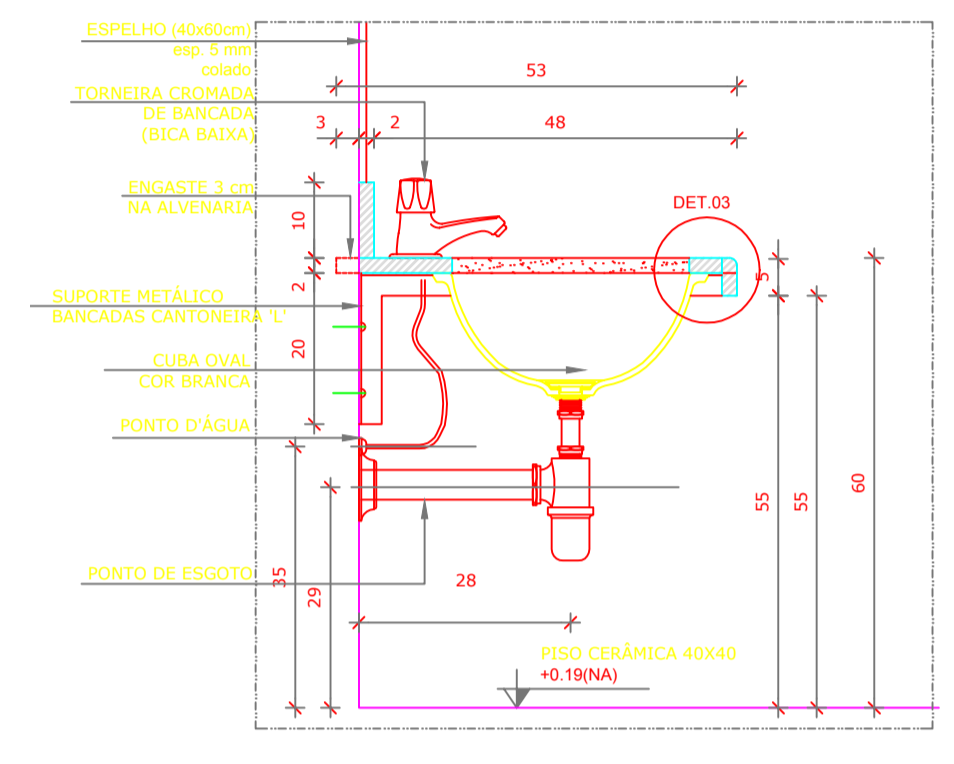 ESPELHO (40x60cm)
esp. 5 mm
colado
53
TORNEIRA CROMADA
DE BANCADA
(BICA BAIXA)
3
2
48
ENGASTE 3 cm
NA ALVENARIA
10
DET.03
2
5
SUPORTE METÁLICO
BANCADAS CANTONEIRA 'L'
20
CUBA OVAL
COR BRANCA
PONTO D'ÁGUA
55
55
60
PONTO DE ESGOTO
35
29
28
PISO CERÂMICA 40X40
+0.19(NA)